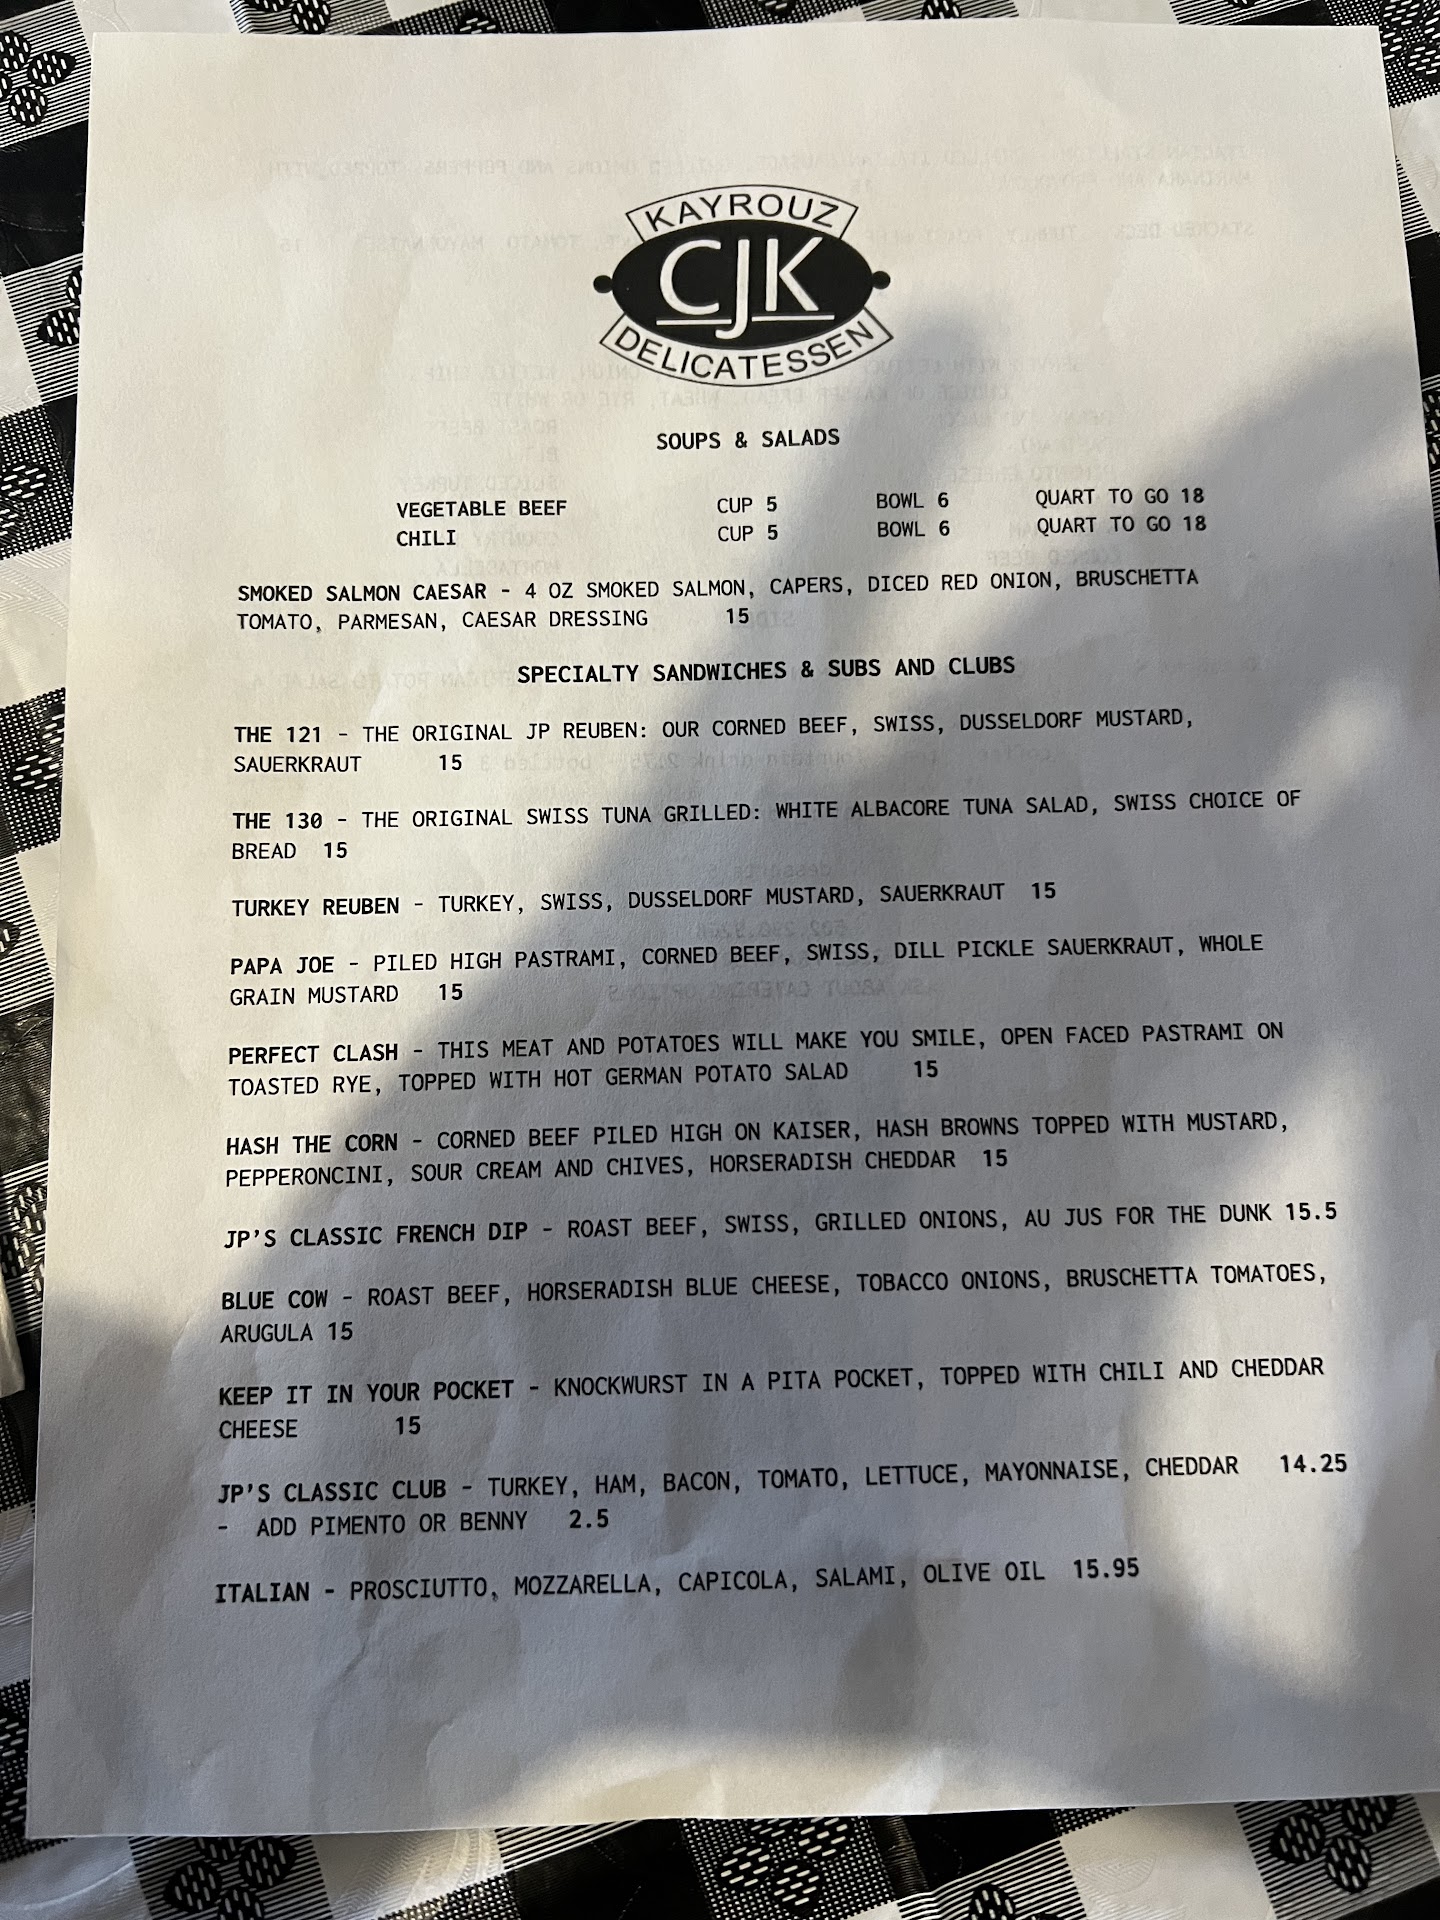 KAYROUZ
CJK
DELICATESSEN
SOUPS & SALADS
VEGETABLE BEEF CUP 5 BOWL 6 QUART TO GO 18
CHILI CUP 5 BOWL 6 QUART TO GO 18
SMOKED SALMON CAESAR - 4 OZ SMOKED SALMON, CAPERS, DICED RED ONION, BRUSCHETTA
TOMATO, PARMESAN, CAESAR DRESSING 15
SPECIALTY SANDWICHES & SUBS AND CLUBS
THE 121 - THE ORIGINAL JP REUBEN: OUR CORNED BEEF, SWISS, DUSSELDORF MUSTARD,
SAUERKRAUT 15
THE 130 - THE ORIGINAL SWISS TUNA GRILLED: WHITE ALBACORE TUNA SALAD, SWISS CHOICE OF
BREAD 15
TURKEY REUBEN - TURKEY, SWISS, DUSSELDORF MUSTARD, SAUERKRAUT 15
PAPA JOE - PILED HIGH PASTRAMI, CORNED BEEF, SWISS, DILL PICKLE SAUERKRAUT, WHOLE
GRAIN MUSTARD 15
PERFECT CLASH - THIS MEAT AND POTATOES WILL MAKE YOU SMILE, OPEN FACED PASTRAMI ON
TOASTED RYE, TOPPED WITH HOT GERMAN POTATO SALAD 15
HASH THE CORN - CORNED BEEF PILED HIGH ON KAISER, HASH BROWNS TOPPED WITH MUSTARD,
PEPPERONCINI, SOUR CREAM AND CHIVES, HORSERADISH CHEDDAR 15
JP'S CLASSIC FRENCH DIP - ROAST BEEF, SWISS, GRILLED ONIONS, AU JUS FOR THE DUNK 15.5
BLUE COW - ROAST BEEF, HORSERADISH BLUE CHEESE, TOBACCO ONIONS, BRUSCHETTA TOMATOES,
ARUGULA 15
KEEP IT IN YOUR POCKET - KNOCKWURST IN A PITA POCKET, TOPPED WITH CHILI AND CHEDDAR
CHEESE 15
JP'S CLASSIC CLUB - TURKEY, HAM, BACON, TOMATO, LETTUCE, MAYONNAISE, CHEDDAR 14.25
- ADD PIMENTO OR BENNY 2.5
ITALIAN - PROSCIUTTO, MOZZARELLA, CAPICOLA, SALAMI, OLIVE OIL 15.95